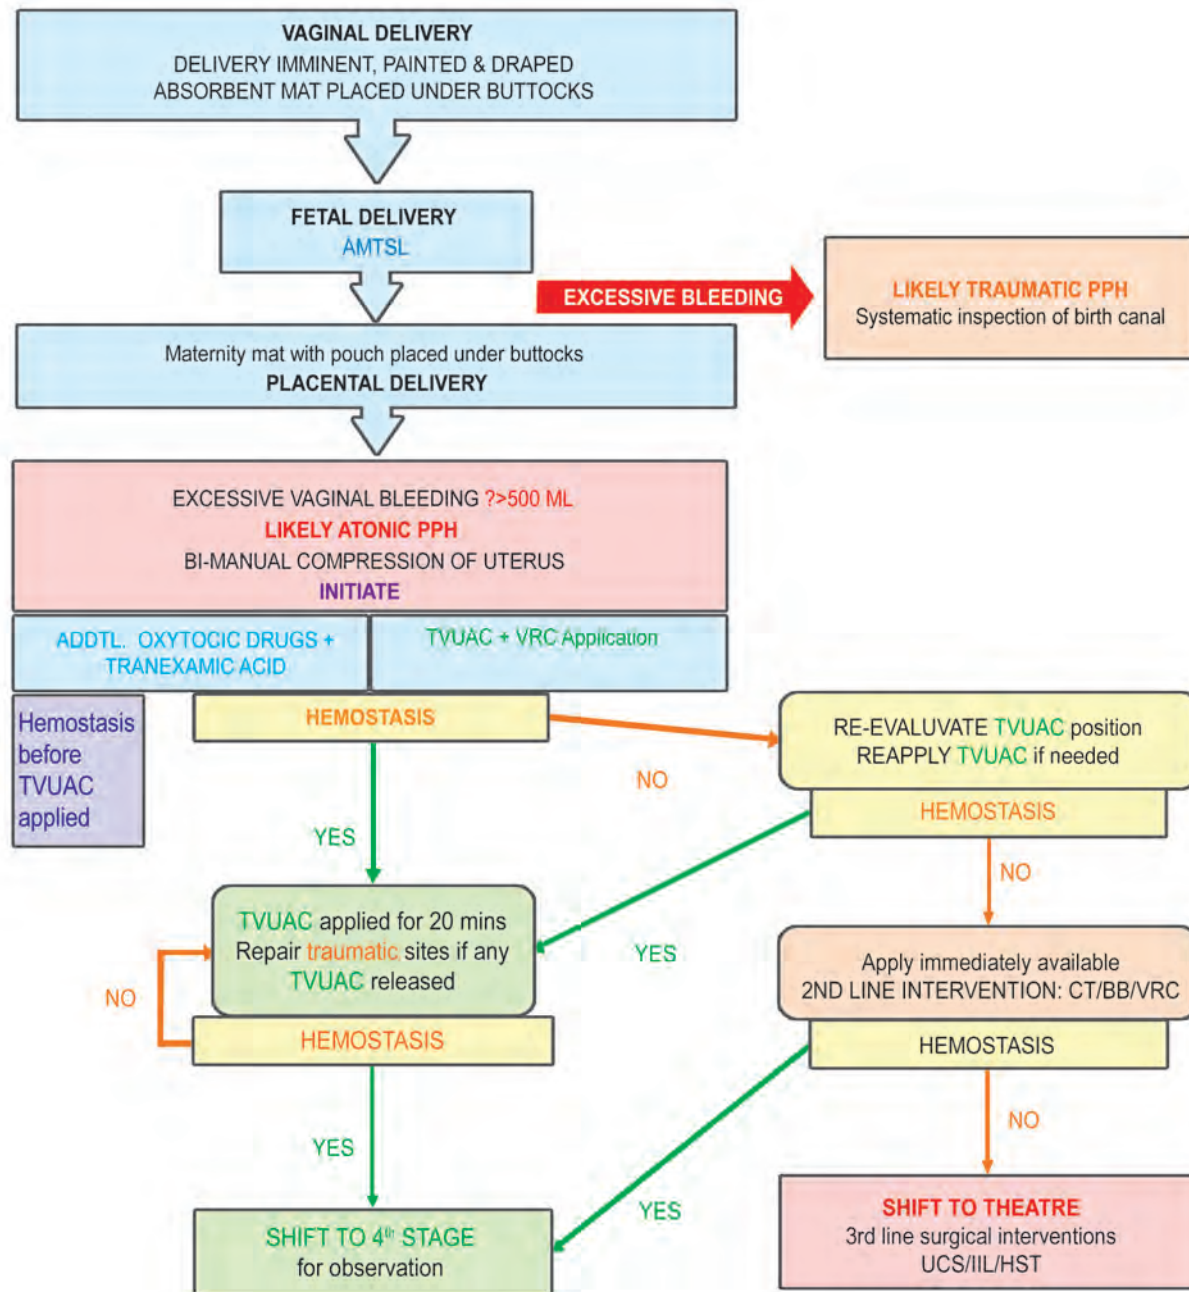 VAGINAL DELIVERY
DELIVERY IMMINENT, PAINTED & DRAPED
ABSORBENT MAT PLACED UNDER BUTTOCKS
FETAL DELIVERY
AMTSL
EXCESSIVE BLEEDING
LIKELY TRAUMATIC PPH
Systematic inspection of birth canal
Maternity mat with pouch placed under buttocks
PLACENTAL DELIVERY
EXCESSIVE VAGINAL BLEEDING ?>500 ML
LIKELY ATONIC PPH
BI-MANUAL COMPRESSION OF UTERUS
INITIATE
ADDTL. OXYTOCIC DRUGS +
TRANEXAMIC ACID
TVUAC + VRC Application
Hemostasis
before
TVUAC
applied
HEMOSTASIS
NO
RE-EVALUVATE TVUAC position
REAPPLY TVUAC if needed
HEMOSTASIS
YES
NO
TVUAC applied for 20 mins
Repair traumatic sites if any
TVUAC released
YES
NO
HEMOSTASIS
Apply immediately available
2ND LINE INTERVENTION: CT/BB/VRC
HEMOSTASIS
YES
NO
YES
SHIFT TO 4th STAGE
for observation
SHIFT TO THEATRE
3rd line surgical interventions
UCS/IIL/HST